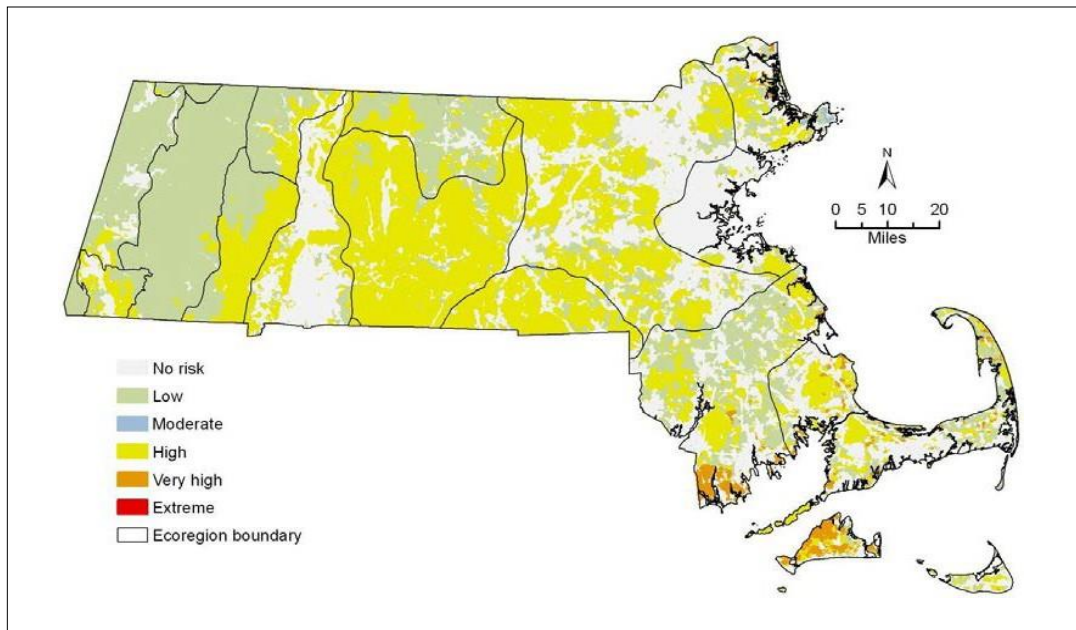 N
0 5 10 20
Miles
No risk
Low
Moderate
High
Very high
Extreme
Ecoregion boundary